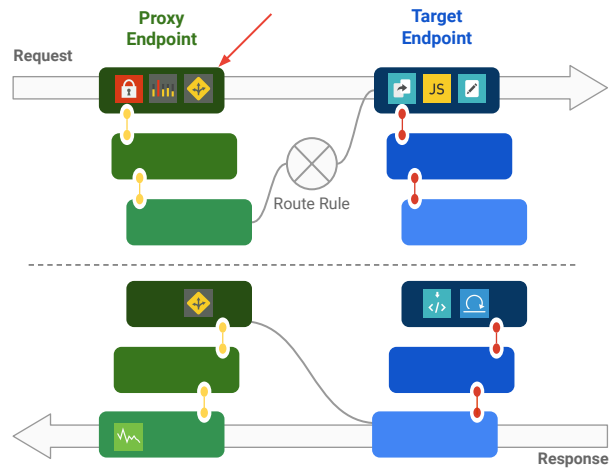 Proxy
Endpoint
Target
Endpoint
Request
JS
Route Rule
</>
Response